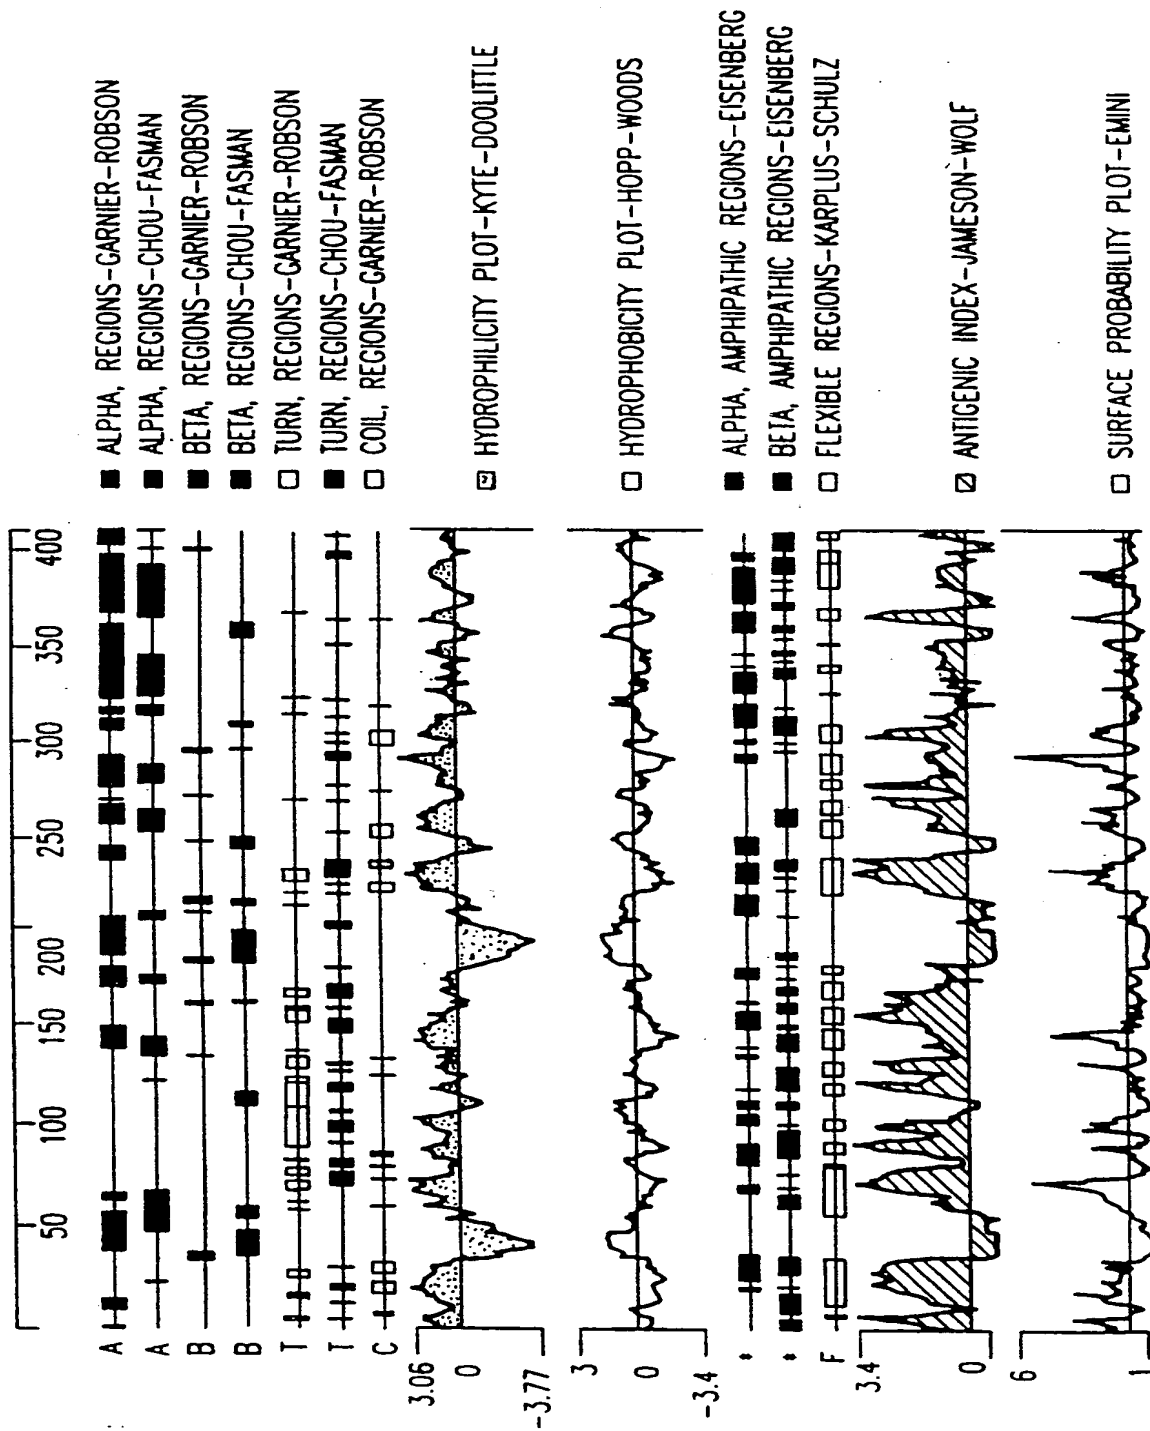 50 100 150 200 250 300 350 400
A ALPHA, REGIONS-GARNIER-ROBSON
A ALPHA, REGIONS-CHOU-FASMAN
B BETA, REGIONS-GARNIER-ROBSON
B BETA, REGIONS-CHOU-FASMAN
T TURN, REGIONS-GARNIER-ROBSON
T TURN, REGIONS-CHOU-FASMAN
C COIL, REGIONS-GARNIER-ROBSON
3.06
0
-3.77
HYDROPHILICITY PLOT-KYTE-DOOLITTLE
3
0
-3.4
HYDROPHOBICITY PLOT-HOPP-WOODS
* ALPHA, AMPHIPATHIC REGIONS-EISENBERG
* BETA, AMPHIPATHIC REGIONS-EISENBERG
F FLEXIBLE REGIONS-KARPLUS-SCHULZ
3.4
0
ANTIGENIC INDEX-JAMESON-WOLF
6
1
SURFACE PROBABILITY PLOT-EMINI